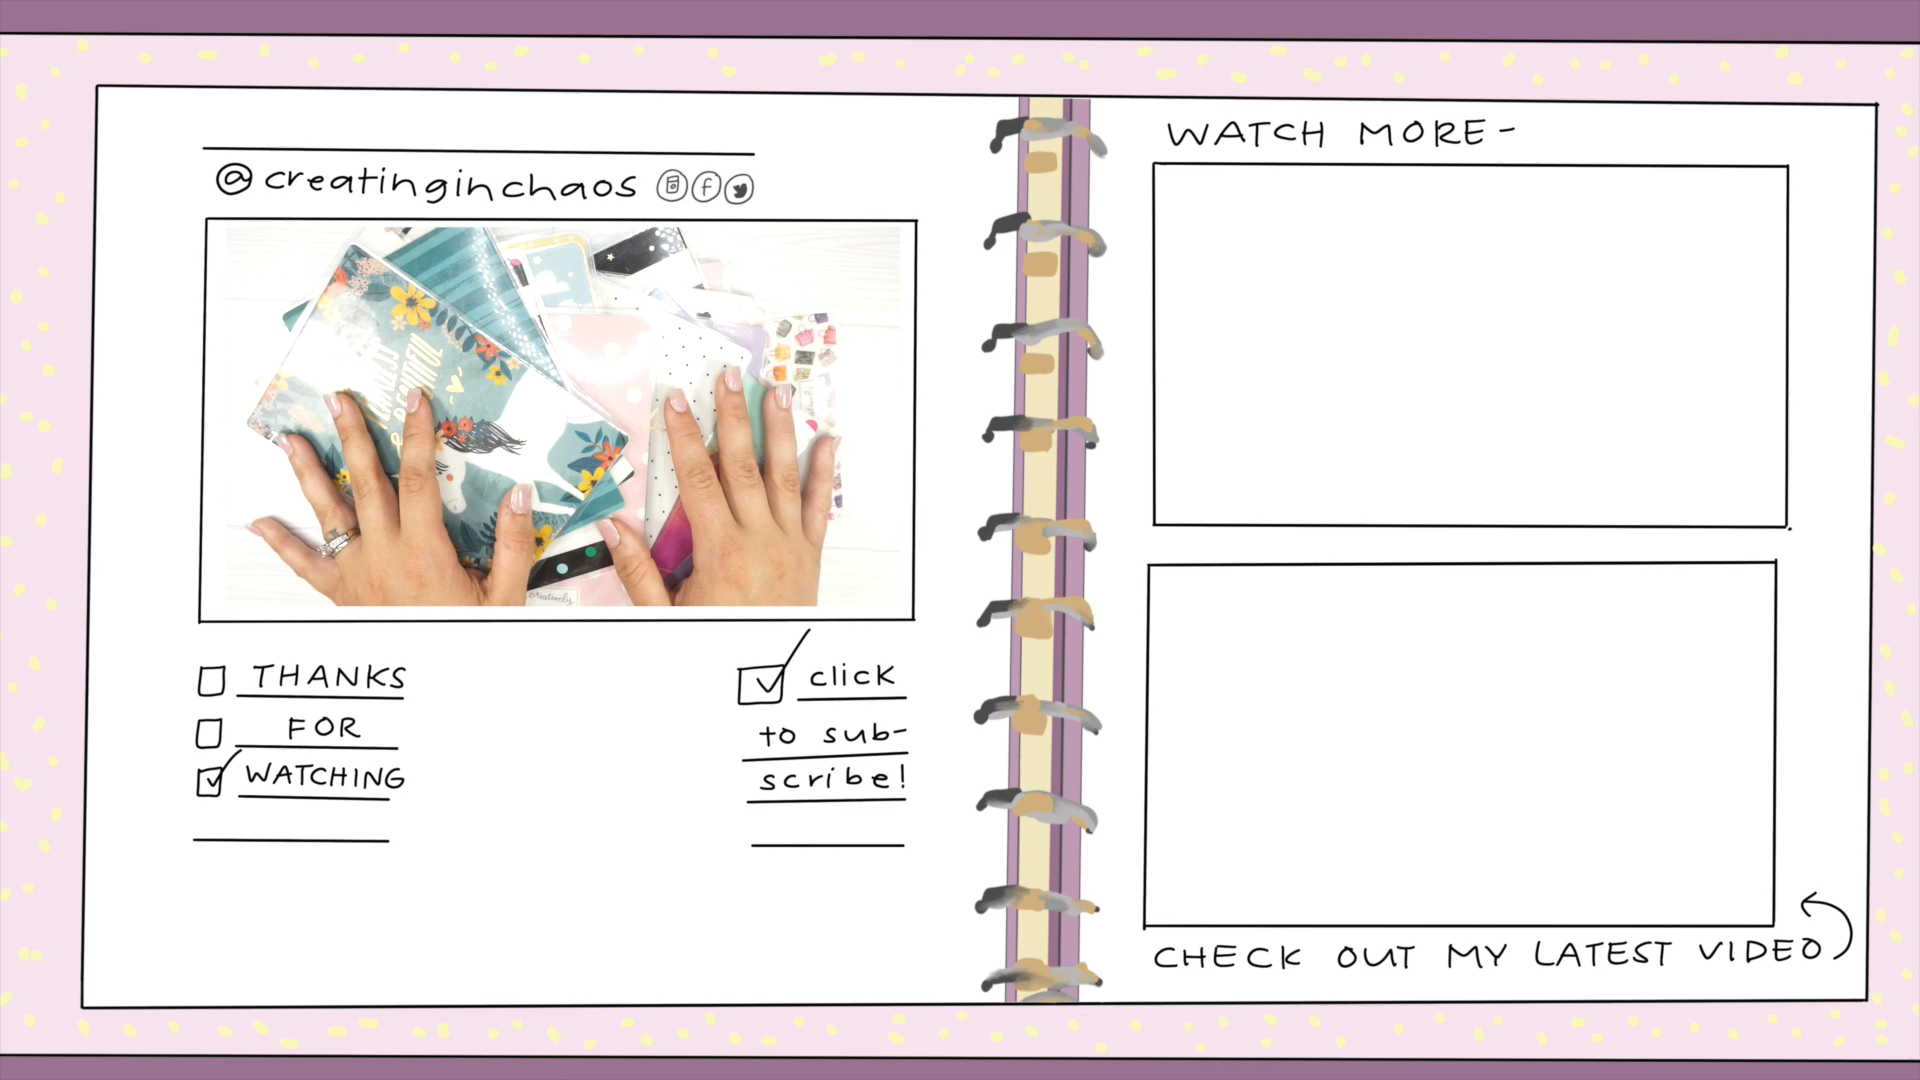 @creatinginchaos
THANKS
FOR
WATCHING
click
to sub-
scribe!
WATCH MORE-
CHECK OUT MY LATEST VIDEO